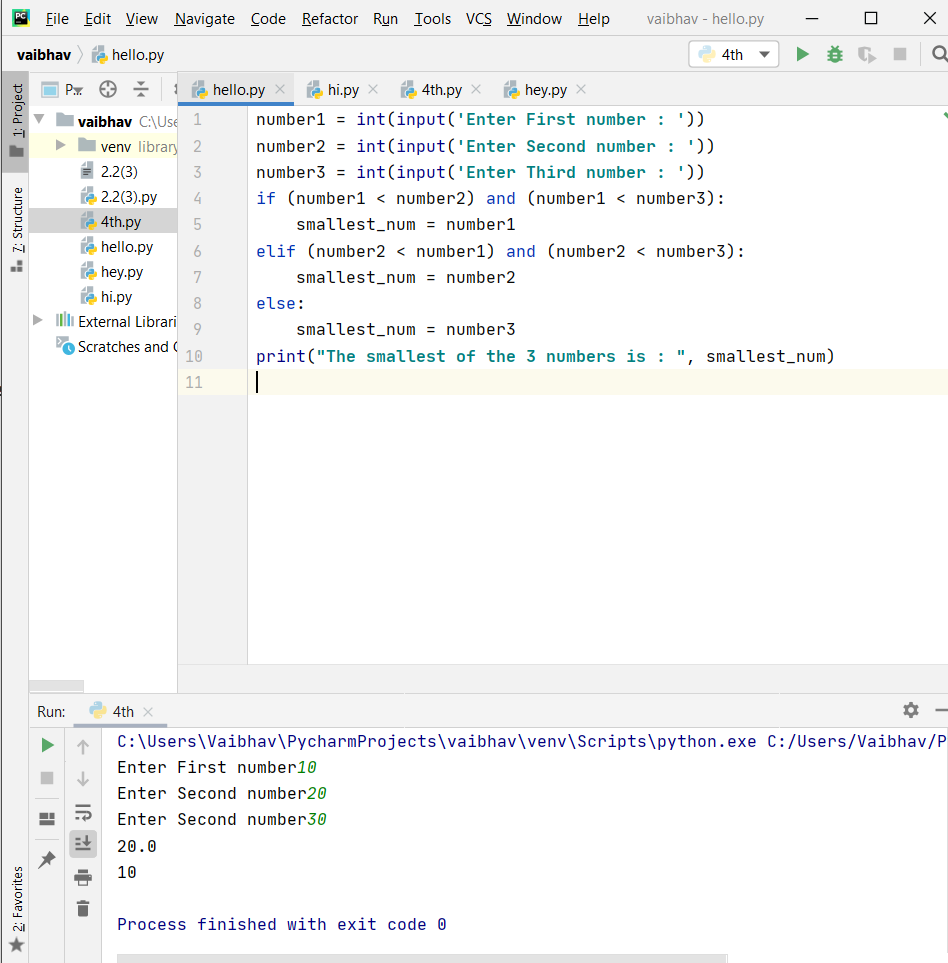 PC File Edit View Navigate Code Refactor Run Tools VCS Window Help vaibhav - hello.py
vaibhav hello.py 4th
1: Project
P... hello.py hi.py 4th.py hey.py
vaibhav C:\Use
venv library
2.2(3)
2.2(3).py
4th.py
hello.py
hey.py
hi.py
External Librari
Scratches and C
7: Structure
1 number1 = int(input('Enter First number : '))
2 number2 = int(input('Enter Second number : '))
3 number3 = int(input('Enter Third number : '))
4 if (number1 < number2) and (number1 < number3):
5 smallest_num = number1
6 elif (number2 < number1) and (number2 < number3):
7 smallest_num = number2
8 else:
9 smallest_num = number3
10 print("The smallest of the 3 numbers is : ", smallest_num)
11
Run: 4th
C:\Users\Vaibhav\PycharmProjects\vaibhav\venv\Scripts\python.exe C:/Users/Vaibhav/P
Enter First number10
Enter Second number20
Enter Second number30
20.0
10
Process finished with exit code 0
2: Favorites